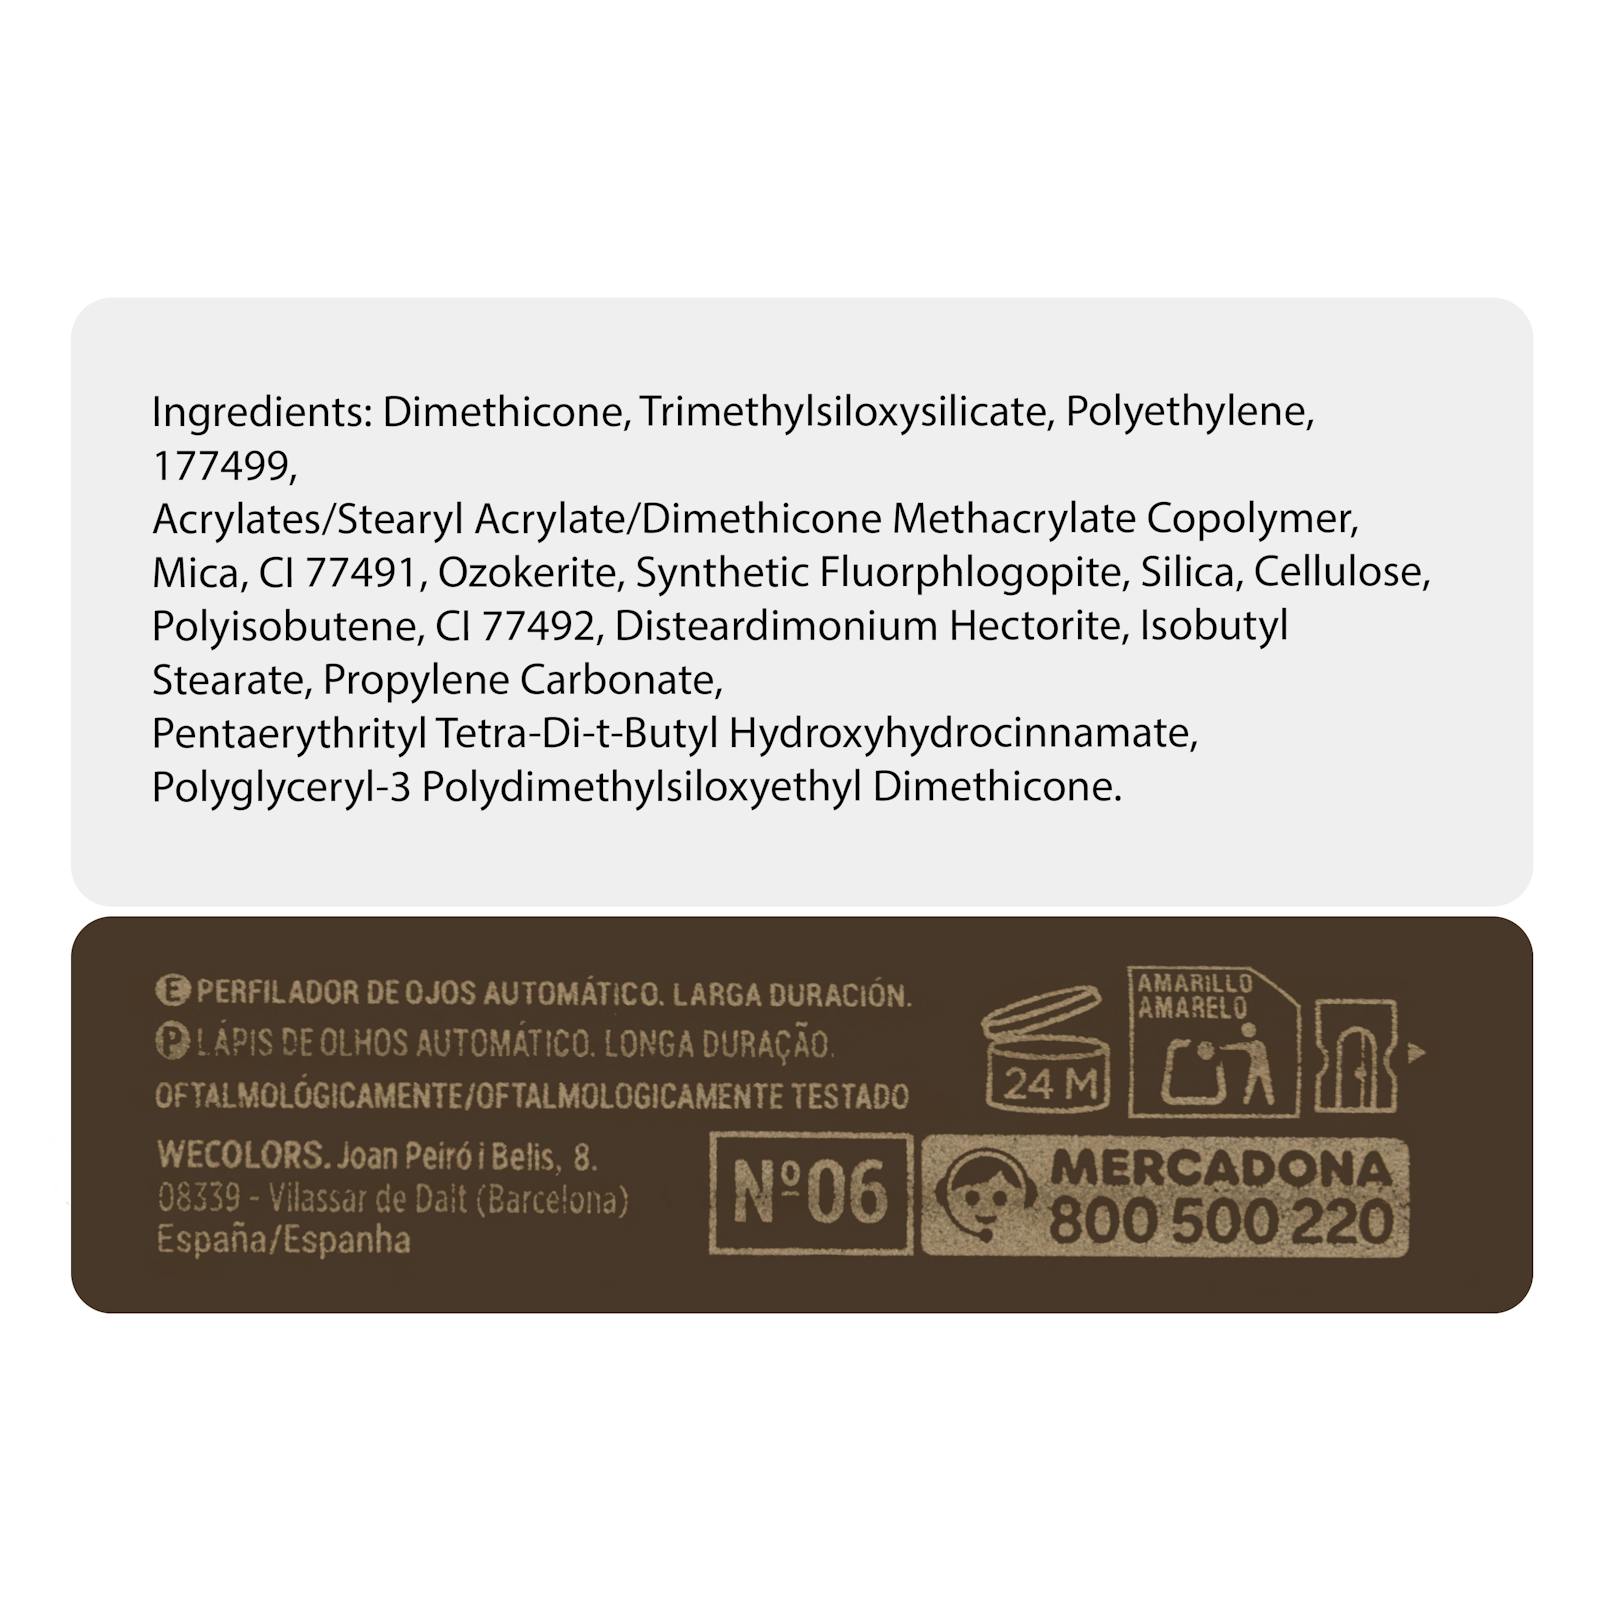 Ingredients: Dimethicone, Trimethylsiloxysilicate, Polyethylene,
177499,
Acrylates/Stearyl Acrylate/Dimethicone Methacrylate Copolymer,
Mica, CI 77491, Ozokerite, Synthetic Fluorphlogopite, Silica, Cellulose,
Polyisobutene, CI 77492, Disteardimonium Hectorite, Isobutyl
Stearate, Propylene Carbonate,
Pentaerythrityl Tetra-Di-t-Butyl Hydroxyhydrocinnamate,
Polyglyceryl-3 Polydimethylsiloxyethyl Dimethicone.
E PERFILADOR DE OJOS AUTOMÁTICO. LARGA DURACIÓN.
P LÁPIS DE OLHOS AUTOMÁTICO. LONGA DURAÇÃO.
OFTALMOLÓGICAMENTE/OFTALMOLOGICAMENTE TESTADO
24 M
AMARILLO
AMARELO
WECOLORS. Joan Peiró i Belis, 8.
08339 - Vilassar de Dalt (Barcelona)
España/Espanha
Nº06
MERCADONA
800 500 220